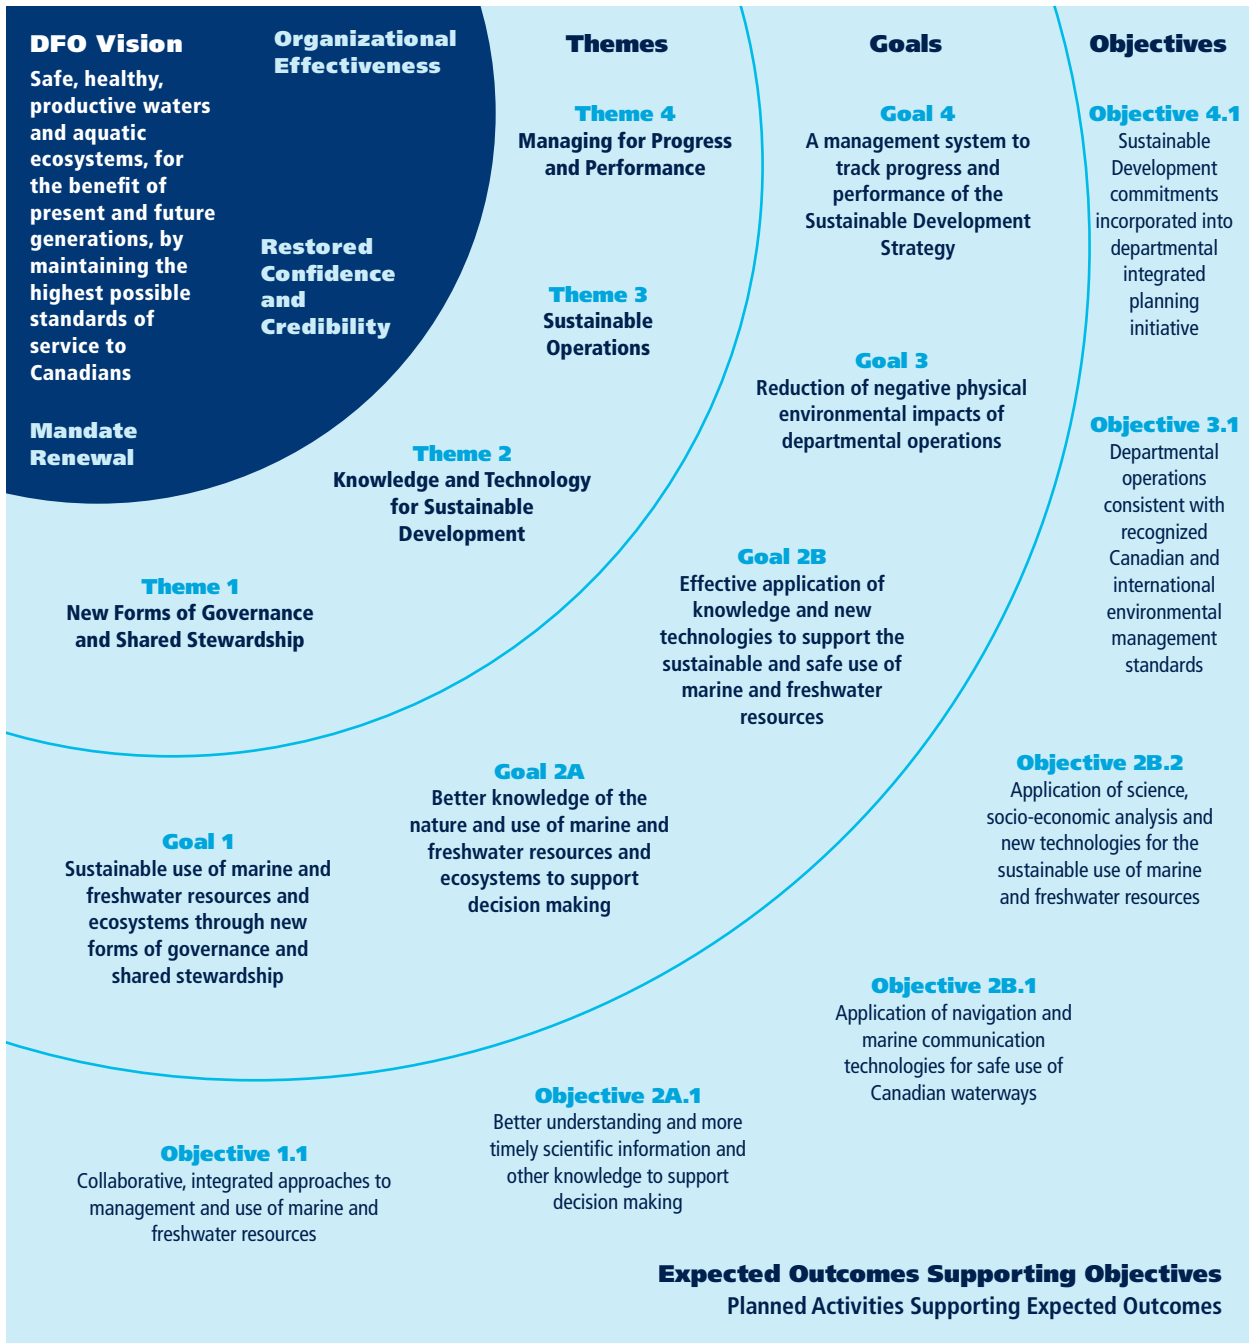 DFO Vision
Safe, healthy,
productive waters
and aquatic
ecosystems, for
the benefit of
present and future
generations, by
maintaining the
highest possible
standards of
service to
Canadians
Organizational
Effectiveness
Restored
Confidence
and
Credibility
Mandate
Renewal
Themes
Theme 4
Managing for Progress
and Performance
Theme 3
Sustainable
Operations
Theme 2
Knowledge and Technology
for Sustainable
Development
Theme 1
New Forms of Governance
and Shared Stewardship
Goals
Goal 4
A management system to
track progress and
performance of the
Sustainable Development
Strategy
Goal 3
Reduction of negative physical
environmental impacts of
departmental operations
Goal 2B
Effective application of
knowledge and new
technologies to support the
sustainable and safe use of
marine and freshwater
resources
Goal 2A
Better knowledge of the
nature and use of marine and
freshwater resources and
ecosystems to support
decision making
Goal 1
Sustainable use of marine and
freshwater resources and
ecosystems through new
forms of governance and
shared stewardship
Objectives
Objective 4.1
Sustainable
Development
commitments
incorporated into
departmental
integrated
planning
initiative
Objective 3.1
Departmental
operations
consistent with
recognized
Canadian and
international
environmental
management
standards
Objective 2B.2
Application of science,
socio-economic analysis and
new technologies for the
sustainable use of marine
and freshwater resources
Objective 2B.1
Application of navigation and
marine communication
technologies for safe use of
Canadian waterways
Objective 2A.1
Better understanding and more
timely scientific information and
other knowledge to support
decision making
Objective 1.1
Collaborative, integrated approaches to
management and use of marine and
freshwater resources
Expected Outcomes Supporting Objectives
Planned Activities Supporting Expected Outcomes